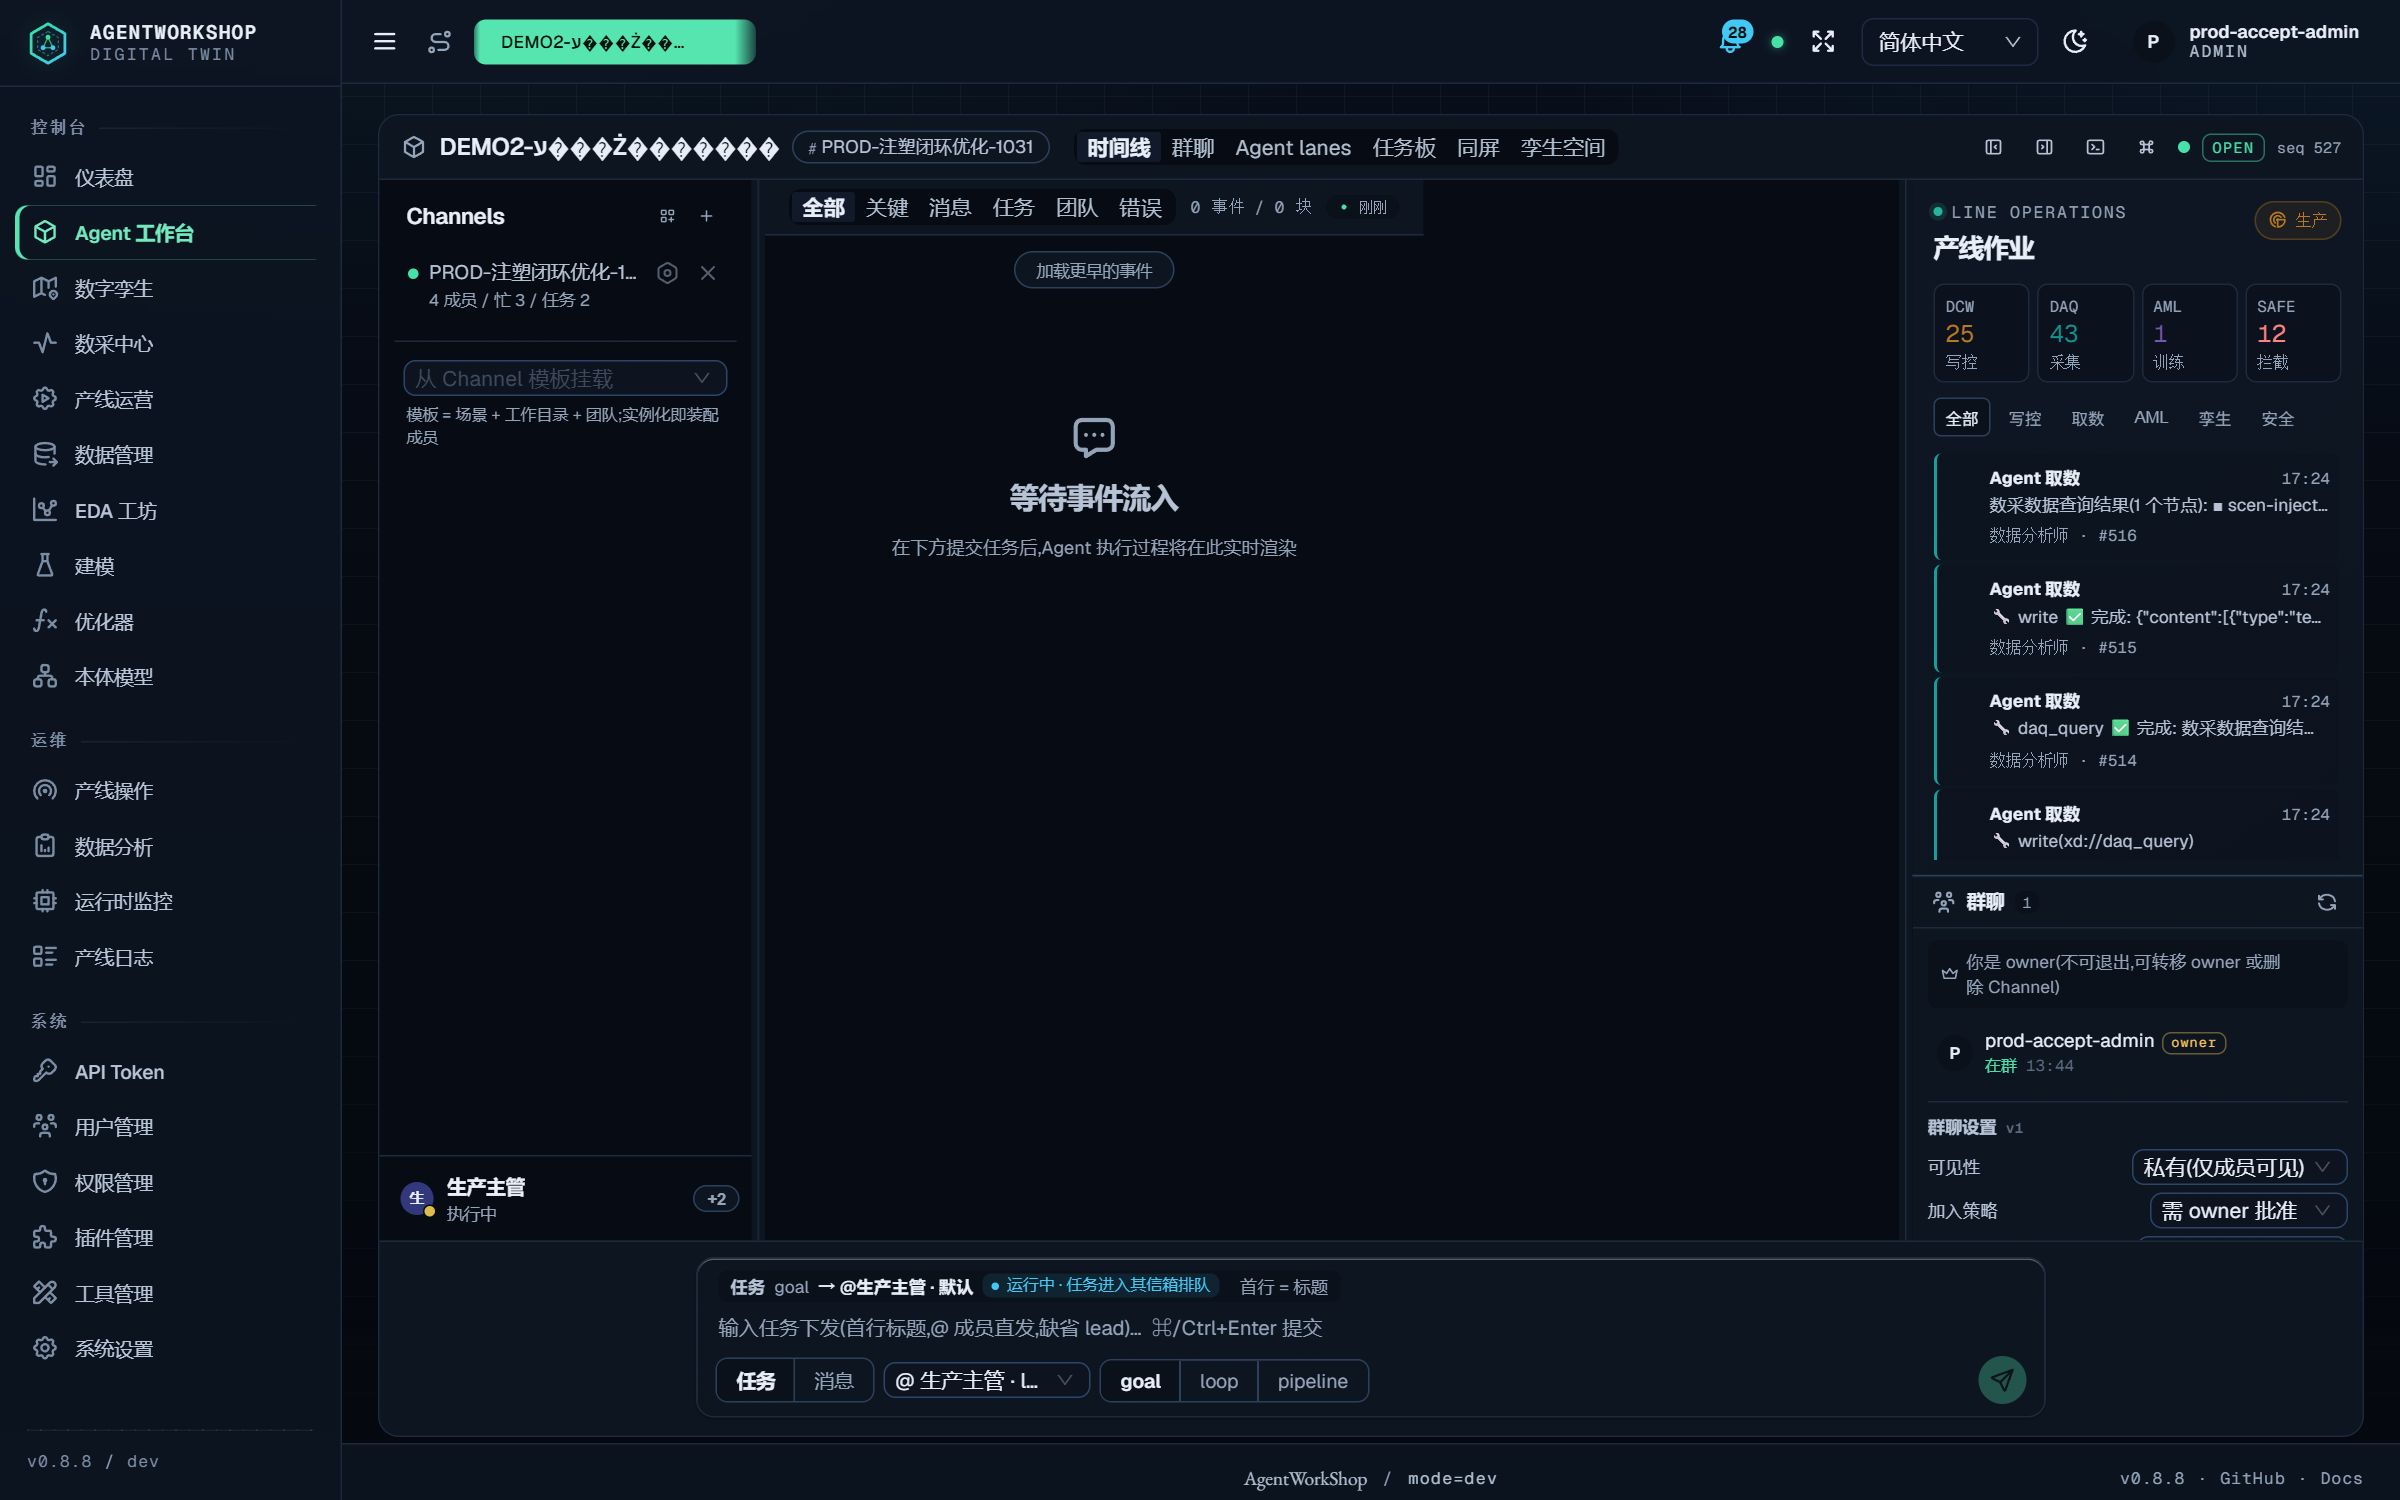 AGENTWORKSHOP
DIGITAL TWIN
控制台
仪表盘
Agent 工作台
数字孪生
数采中心
产线运营
数据管理
EDA 工坊
建模
优化器
本体模型
运维
产线操作
数据分析
运行时监控
产线日志
系统
API Token
用户管理
权限管理
插件管理
工具管理
系统设置
v0.8.8 / dev
DEMO2-ע���Ż��...
28
简体中文
P
prod-accept-admin
ADMIN
DEMO2-ע���Ż�������
# PROD-注塑闭环优化-1031
时间线 群聊 Agent lanes 任务板 同屏 孪生空间
OPEN
seq 527
Channels
PROD-注塑闭环优化-1...
4 成员 / 忙 3 / 任务 2
从 Channel 模板挂载
模板 = 场景 + 工作目录 + 团队;实例化即装配
成员
生
生产主管
执行中
+2
全部 关键 消息 任务 团队 错误 0 事件 / 0 块 • 刚刚
加载更早的事件
等待事件流入
在下方提交任务后,Agent 执行过程将在此实时渲染
LINE OPERATIONS
产线作业
生产
DCW
25
写控
DAQ
43
采集
AML
1
训练
SAFE
12
拦截
全部 写控 取数 AML 孪生 安全
Agent 取数 17:24
数采数据查询结果(1 个节点): ■ scen-inject...
数据分析师 · #516
Agent 取数 17:24
🔧 write ✅ 完成: {"content":[{"type":"te...
数据分析师 · #515
Agent 取数 17:24
🔧 daq_query ✅ 完成: 数采数据查询结...
数据分析师 · #514
Agent 取数 17:24
🔧 write(xd://daq_query)
群聊 1
你是 owner(不可退出,可转移 owner 或删
除 Channel)
P
prod-accept-admin owner
在群 13:44
群聊设置 v1
可见性 私有(仅成员可见)
加入策略 需 owner 批准
任务 goal → @生产主管 · 默认 • 运行中 · 任务进入其信箱排队 首行 = 标题
输入任务下发(首行标题,@ 成员直发,缺省 lead)... ⌘/Ctrl+Enter 提交
任务 消息 @ 生产主管 · l... goal loop pipeline
AgentWorkShop / mode=dev
v0.8.8 · GitHub · Docs